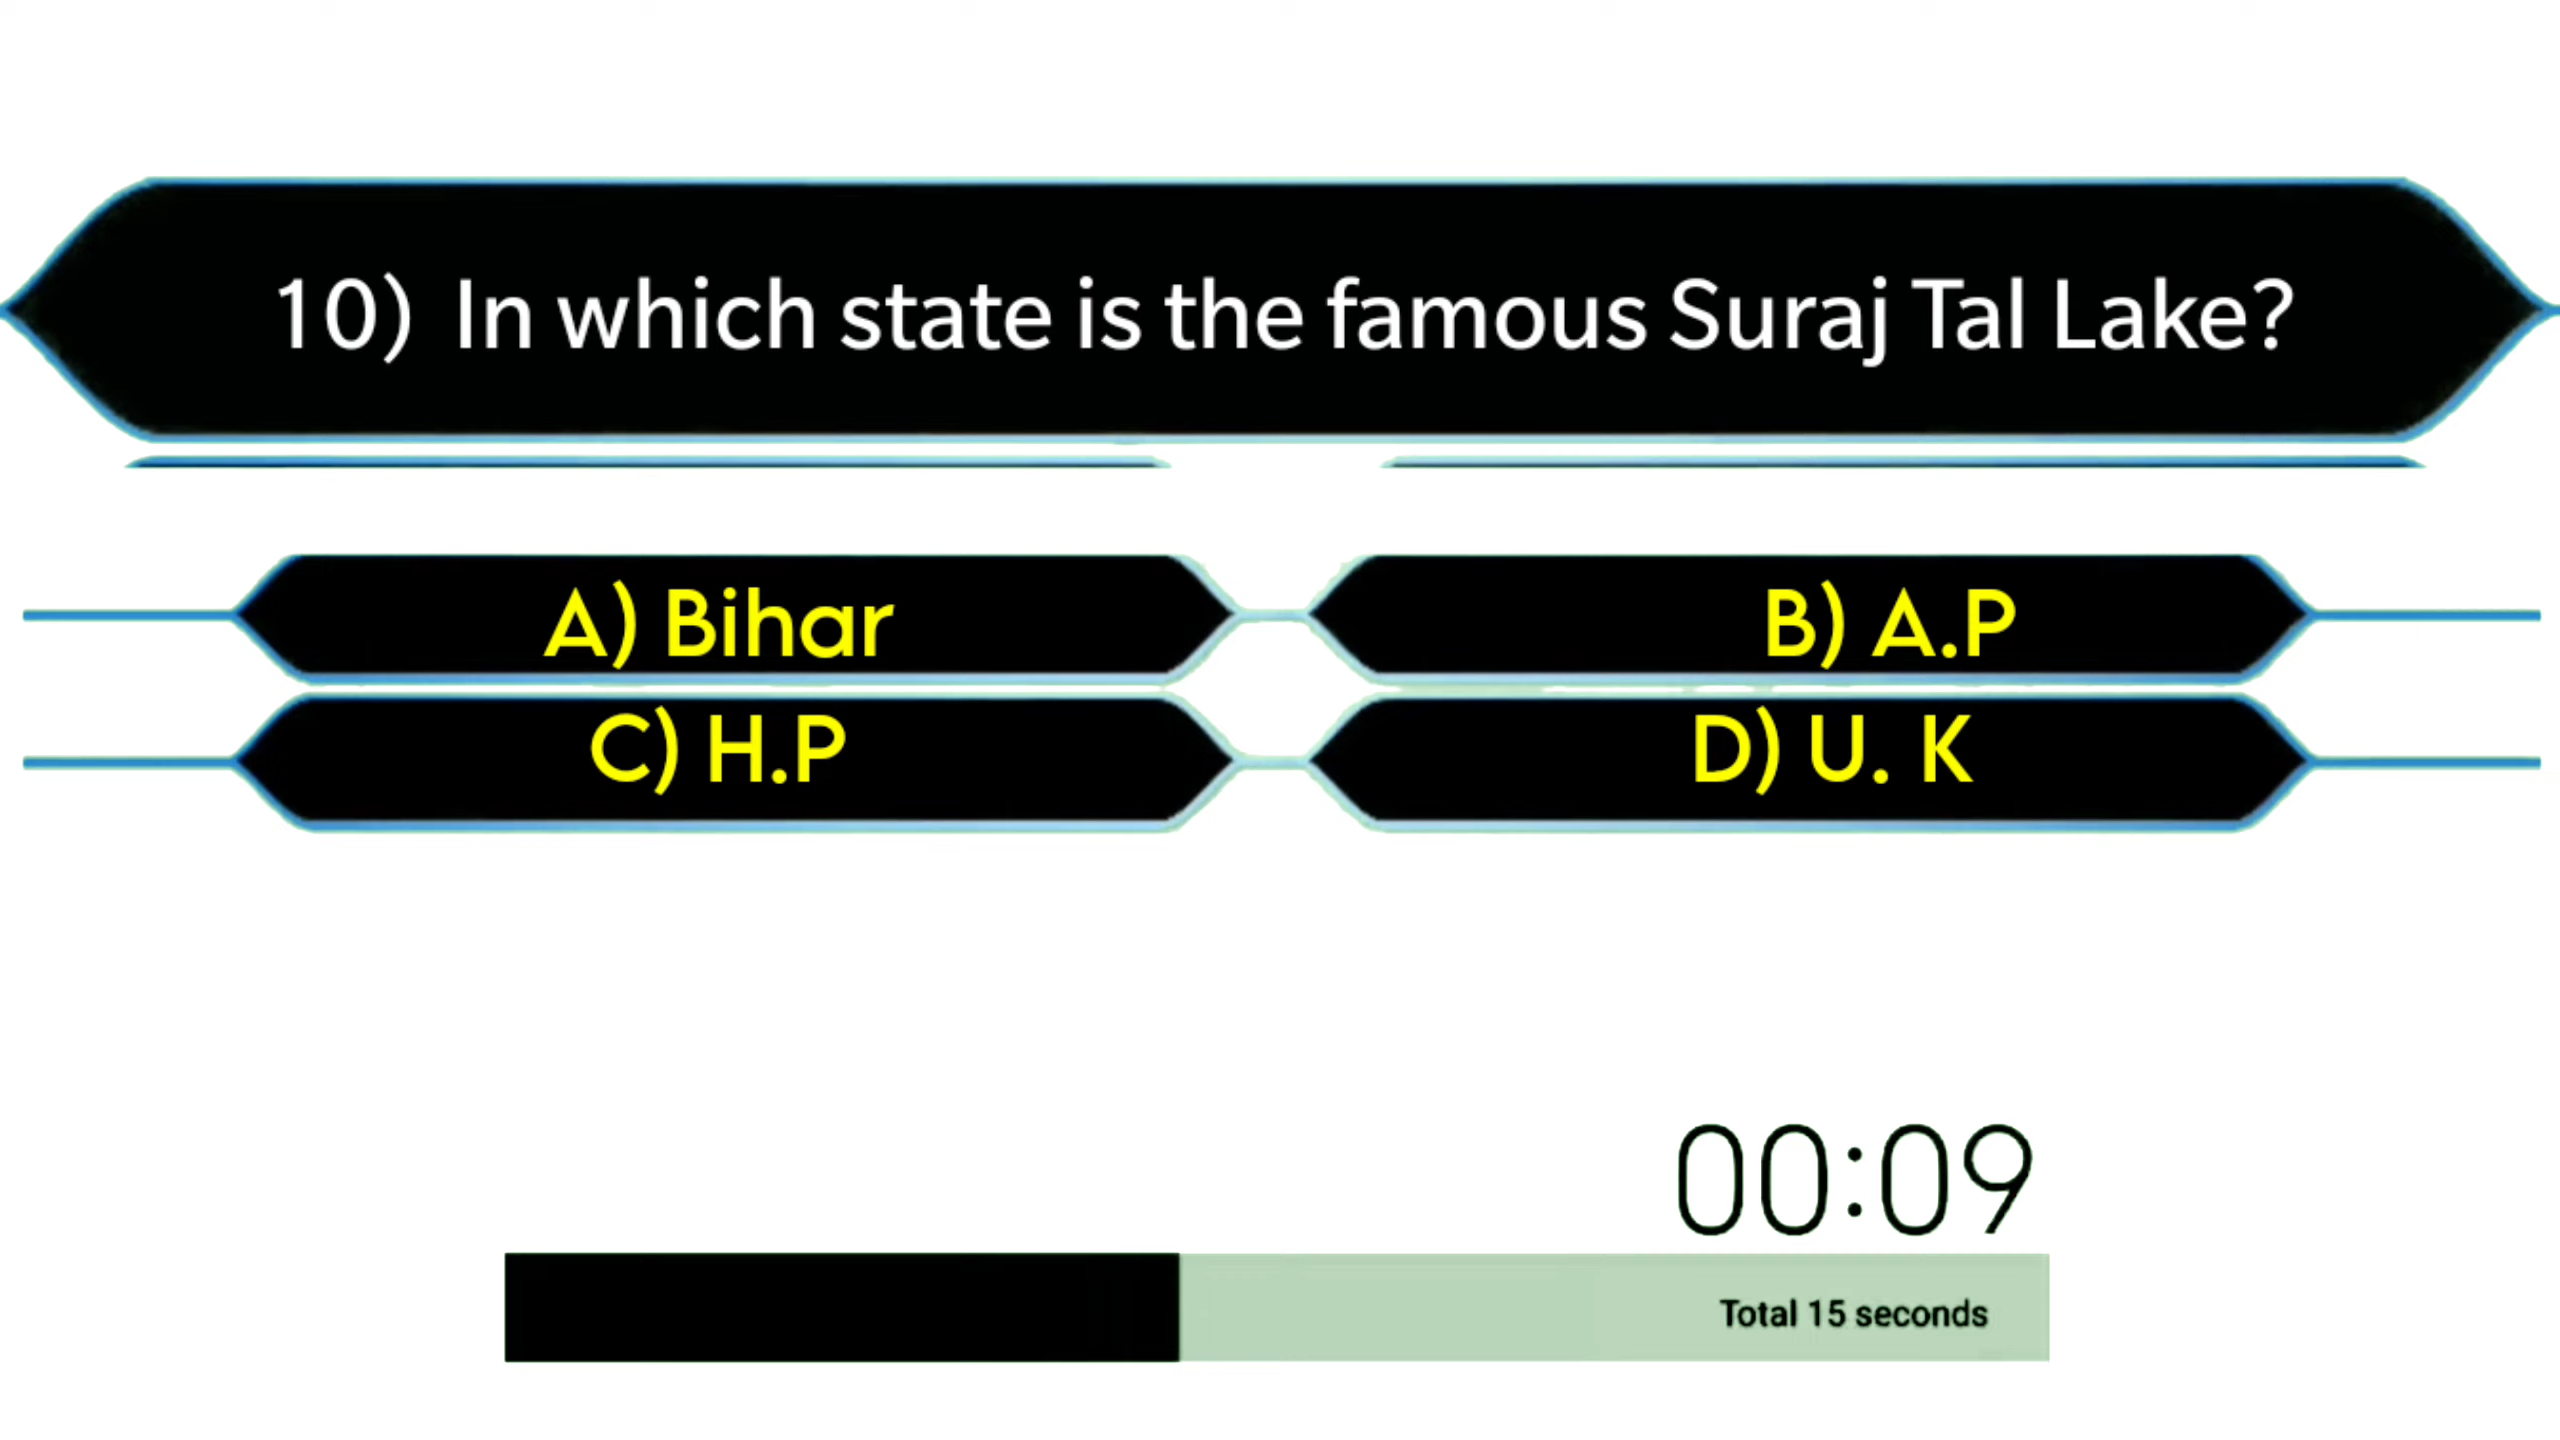 10) In which state is the famous Suraj Tal Lake?
A) Bihar
B) A.P
C) H.P
D) U. K
00:09
Total 15 seconds